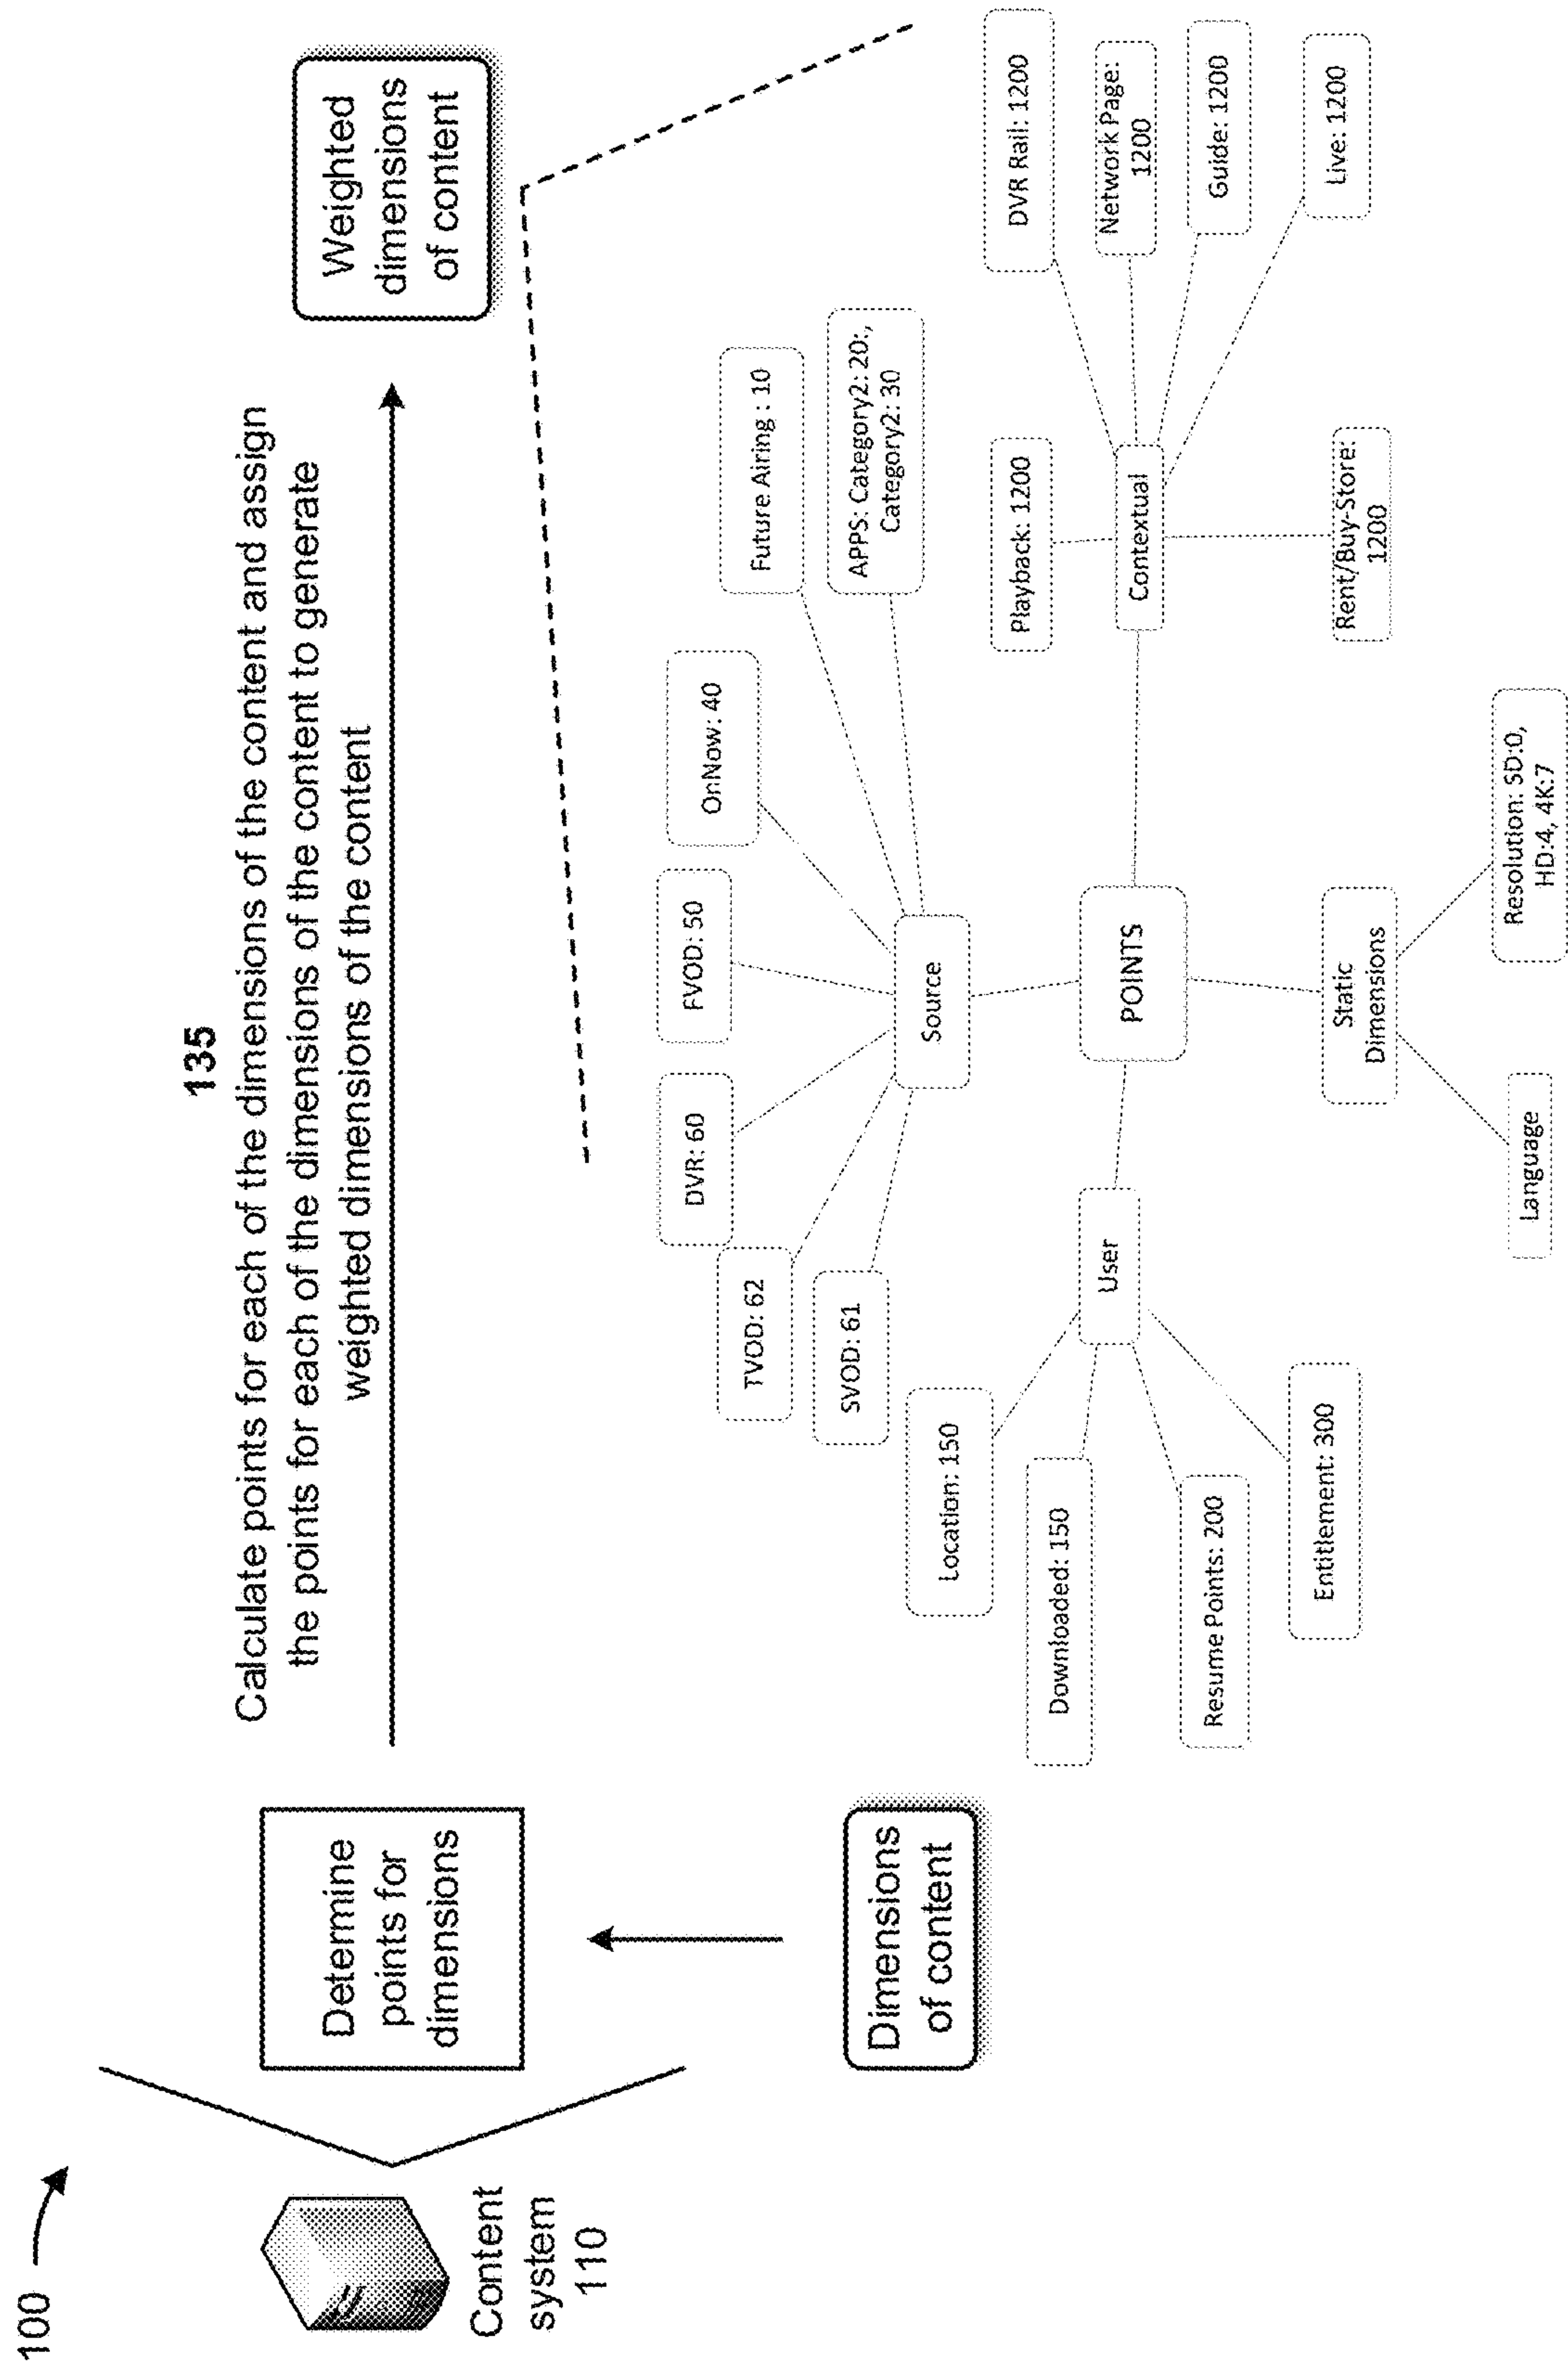 100
135
Calculate points for each of the dimensions of the content and assign
the points for each of the dimensions of the content to generate
weighted dimensions of the content
Content
system
110
Determine
points for
dimensions
Dimensions
of content
Weighted
dimensions
of content
TVOD: 62
DVR: 60
FVOD: 50
OnNow: 40
Future Airing : 10
SVOD: 61
APPS: Category2: 20:,
Category2: 30
Source
Location: 150
Downloaded: 150
Resume Points: 200
Entitlement: 300
User
POINTS
Playback: 1200
Contextual
DVR Rail: 1200
Network Page:
1200
Guide: 1200
Live: 1200
Rent/Buy-Store:
1200
Static
Dimensions
Language
Resolution: SD:0,
HD:4, 4K:7